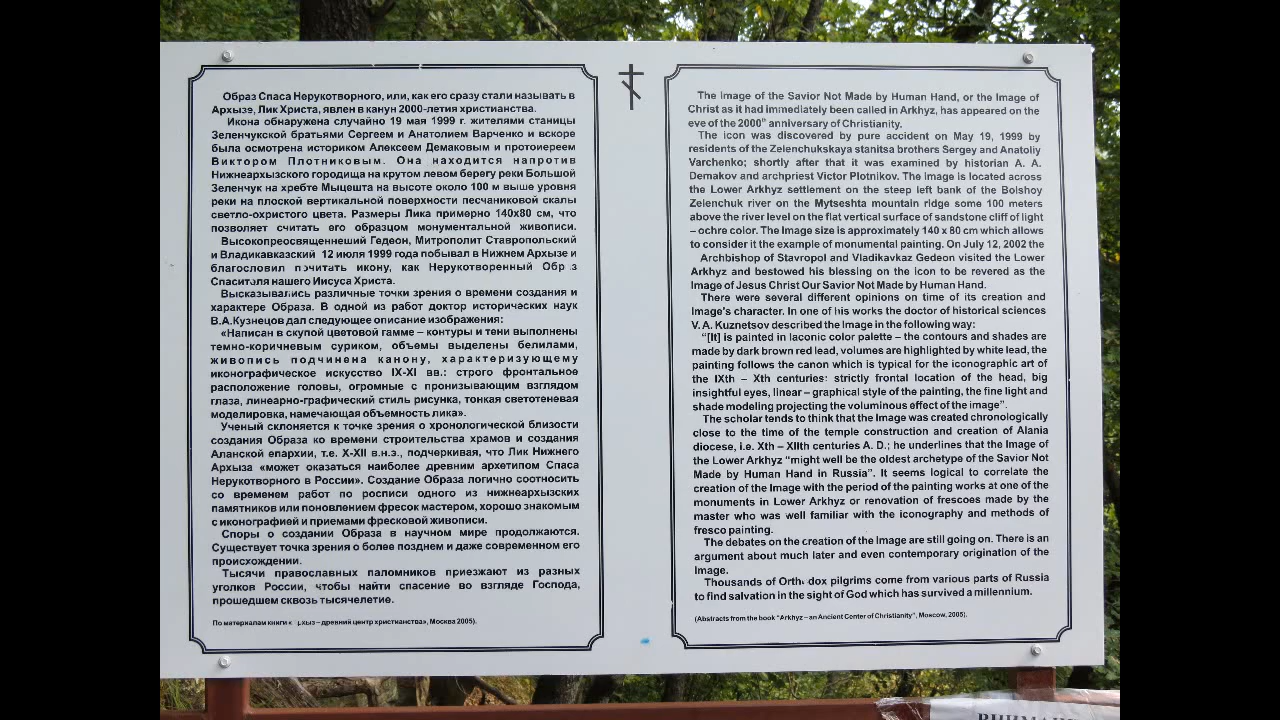 Образ Спаса Нерукотворного, или, как его сразу стали называть в
Архызе, Лик Христа, явлен в канун 2000-летия христианства.
Икона обнаружена случайно 19 мая 1999 г. жителями станицы
Зеленчукской братьями Сергеем и Анатолием Варченко и вскоре
была осмотрена историком Алексеем Демаковым и протоиереем
Виктором Плотниковым. Она находится напротив
Нижнеархызского городища на крутом левом берегу реки Большой
Зеленчук на хребте Мыцешта на высоте около 100 м выше уровня
реки на плоской вертикальной поверхности песчаниковой скалы
светло-охристого цвета. Размеры Лика примерно 140х80 см, что
позволяет считать его образцом монументальной живописи.
Высокопреосвященнеший Гедеон, Митрополит Ставропольский
и Владикавказский 12 июля 1999 года побывал в Нижнем Архызе и
благословил почитать икону, как Нерукотворенный Образ
Спасителя нашего Иисуса Христа.
Высказывались различные точки зрения о времени создания и
характере Образа. В одной из работ доктор исторических наук
В.А.Кузнецов дал следующее описание изображения:
«Написан в скупой цветовой гамме – контуры и тени выполнены
темно-коричневым суриком, объемы выделены белилами,
живопись подчинена канону, характеризующему
иконографическое искусство IX-XI вв.: строго фронтальное
расположение головы, огромные с пронизывающим взглядом
глаза, линеарно-графический стиль рисунка, тонкая светотеневая
моделировка, намечающая объемность лика».
Ученый склоняется к точке зрения о хронологической близости
создания Образа ко времени строительства храмов и создания
Аланской епархии, т.е. X-XII в.н.э., подчеркивая, что Лик Нижнего
Архыза «может оказаться наиболее древним архетипом Спаса
Нерукотворного в России». Создание Образа логично соотносить
со временем работ по росписи одного из нижнеархызских
памятников или поновлением фресок мастером, хорошо знакомым
с иконографией и приемами фресковой живописи.
Споры о создании Образа в научном мире продолжаются.
Существует точка зрения о более позднем и даже современном его
происхождении.
Тысячи православных паломников приезжают из разных
уголков России, чтобы найти спасение во взгляде Господа,
прошедшем сквозь тысячелетие.
По материалам книги «Архыз – древний центр христианства», Москва 2005).
The Image of the Savior Not Made by Human Hand, or the Image of
Christ as it had immediately been called in Arkhyz, has appeared on the
eve of the 2000" anniversary of Christianity.
The icon was discovered by pure accident on May 19, 1999 by
residents of the Zelenchukskaya stanitsa brothers Sergey and Anatoliy
Varchenko; shortly after that it was examined by historian A. A.
Demakov and archpriest Victor Plotnikov. The Image is located across
the Lower Arkhyz settlement on the steep left bank of the Bolshoy
Zelenchuk river on the Mytseshta mountain ridge some 100 meters
above the river level on the flat vertical surface of sandstone cliff of light
– ochre color. The Image size is approximately 140 x 80 cm which allows
to consider it the example of monumental painting. On July 12, 2002 the
Archbishop of Stavropol and Vladikavkaz Gedeon visited the Lower
Arkhyz and bestowed his blessing on the icon to be revered as the
Image of Jesus Christ Our Savior Not Made by Human Hand.
There were several different opinions on time of its creation and
Image's character. In one of his works the doctor of historical sciences
V. A. Kuznetsov described the Image in the following way:
"[It] is painted in laconic color palette – the contours and shades are
made by dark brown red lead, volumes are highlighted by white lead, the
painting follows the canon which is typical for the iconographic art of
the IXth – Xth centuries: strictly frontal location of the head, big
insightful eyes, linear – graphical style of the painting, the fine light and
shade modeling projecting the voluminous effect of the image".
The scholar tends to think that the Image was created chronologically
close to the time of the temple construction and creation of Alania
diocese, i.e. Xth – XIIth centuries A. D.; he underlines that the Image of
the Lower Arkhyz "might well be the oldest archetype of the Savior Not
Made by Human Hand in Russia". It seems logical to correlate the
creation of the Image with the period of the painting works at one of the
monuments in Lower Arkhyz or renovation of frescoes made by the
master who was well familiar with the iconography and methods of
fresco painting.
The debates on the creation of the Image are still going on. There is an
argument about much later and even contemporary origination of the
Image.
Thousands of Orthodox pilgrims come from various parts of Russia
to find salvation in the sight of God which has survived a millennium.
(Abstracts from the book "Arkhyz – an Ancient Center of Christianity", Moscow, 2005).